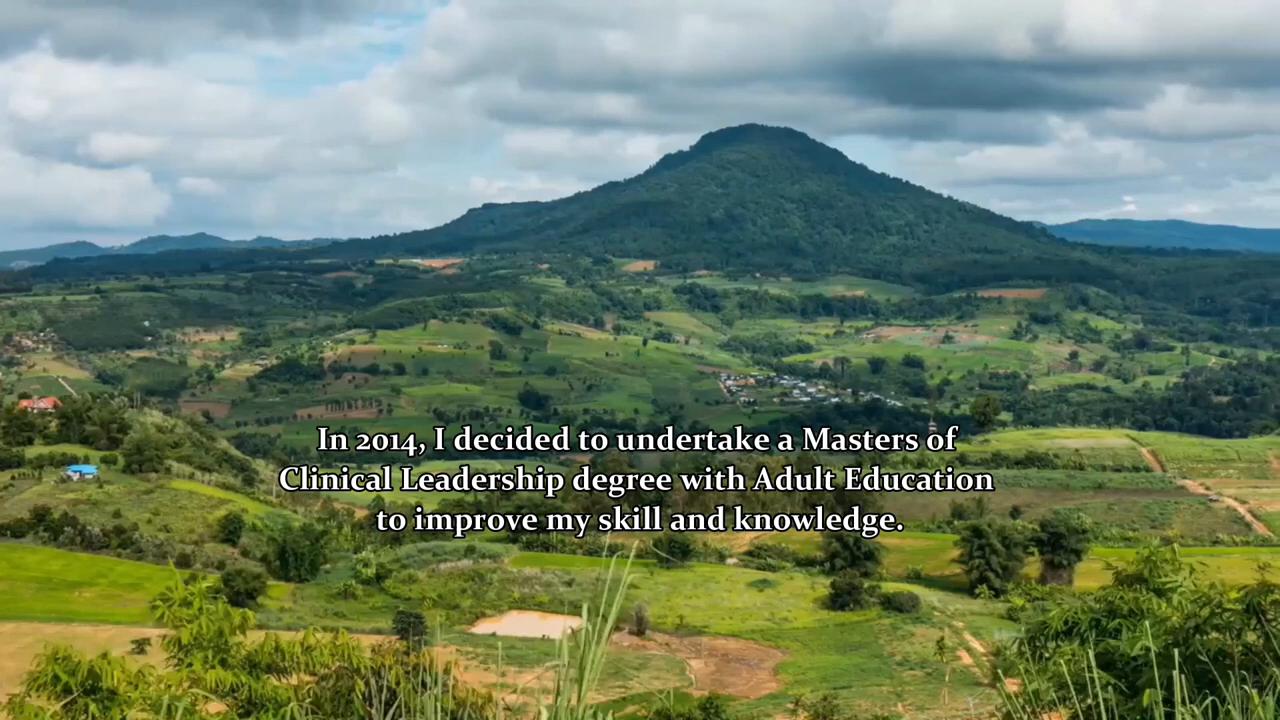 In 2014, I decided to undertake a Masters of
Clinical Leadership degree with Adult Education
to improve my skill and knowledge.